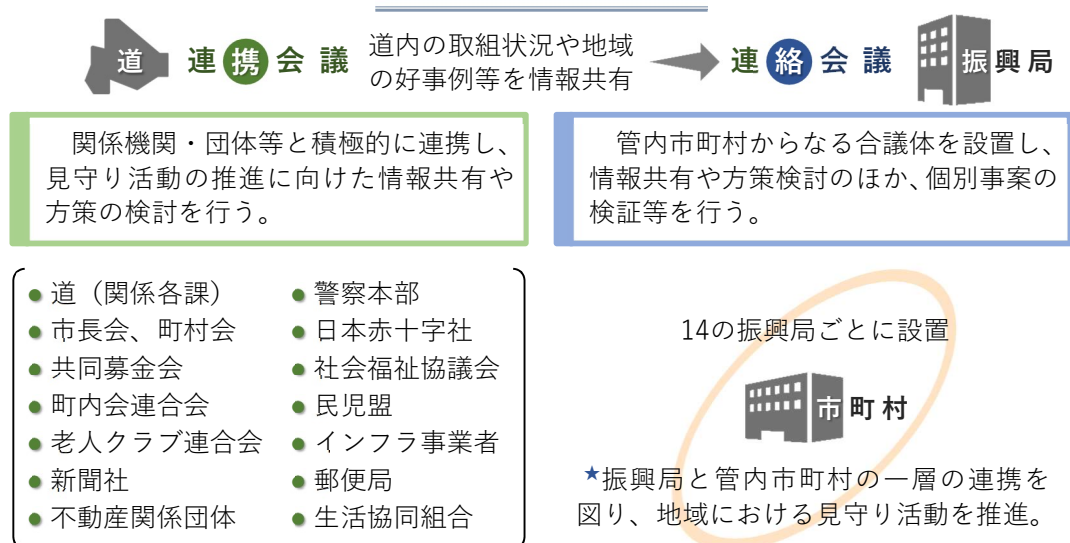 道 連携会議
道内の取組状況や地域
の好事例等を情報共有
連絡会議 振興局
関係機関・団体等と積極的に連携し、
見守り活動の推進に向けた情報共有や
方策の検討を行う。
管内市町村からなる合議体を設置し、
情報共有や方策検討のほか、個別事案の
検証等を行う。
●道（関係各課）
●市長会、町村会
●共同募金会
●町内会連合会
●老人クラブ連合会
●新聞社
●不動産関係団体
●警察本部
●日本赤十字社
●社会福祉協議会
●民児盟
●インフラ事業者
●郵便局
●生活協同組合
14の振興局ごとに設置
市町村
★振興局と管内市町村の一層の連携を
図り、地域における見守り活動を推進。